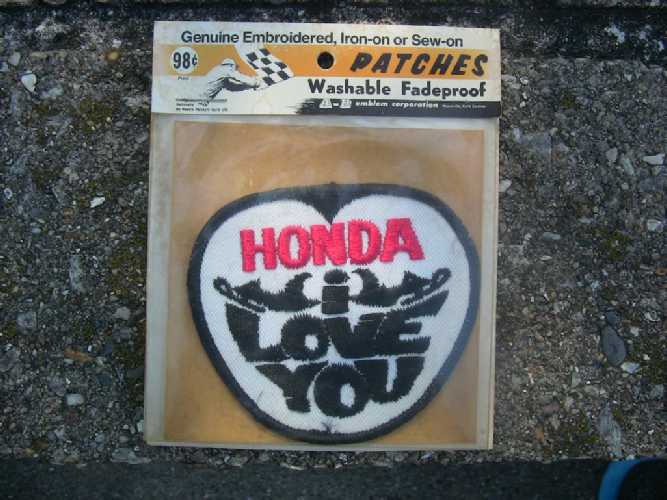 Genuine Embroidered, Iron-on or Sew-on
98¢
PATCHES
Washable Fadeproof
A-B emblem corporation
HONDA
i
LOVE
YOU